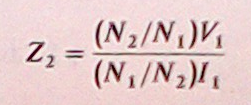 Z₂ = (N₂/N₁)V₁ / (N₁/N₂)I₁